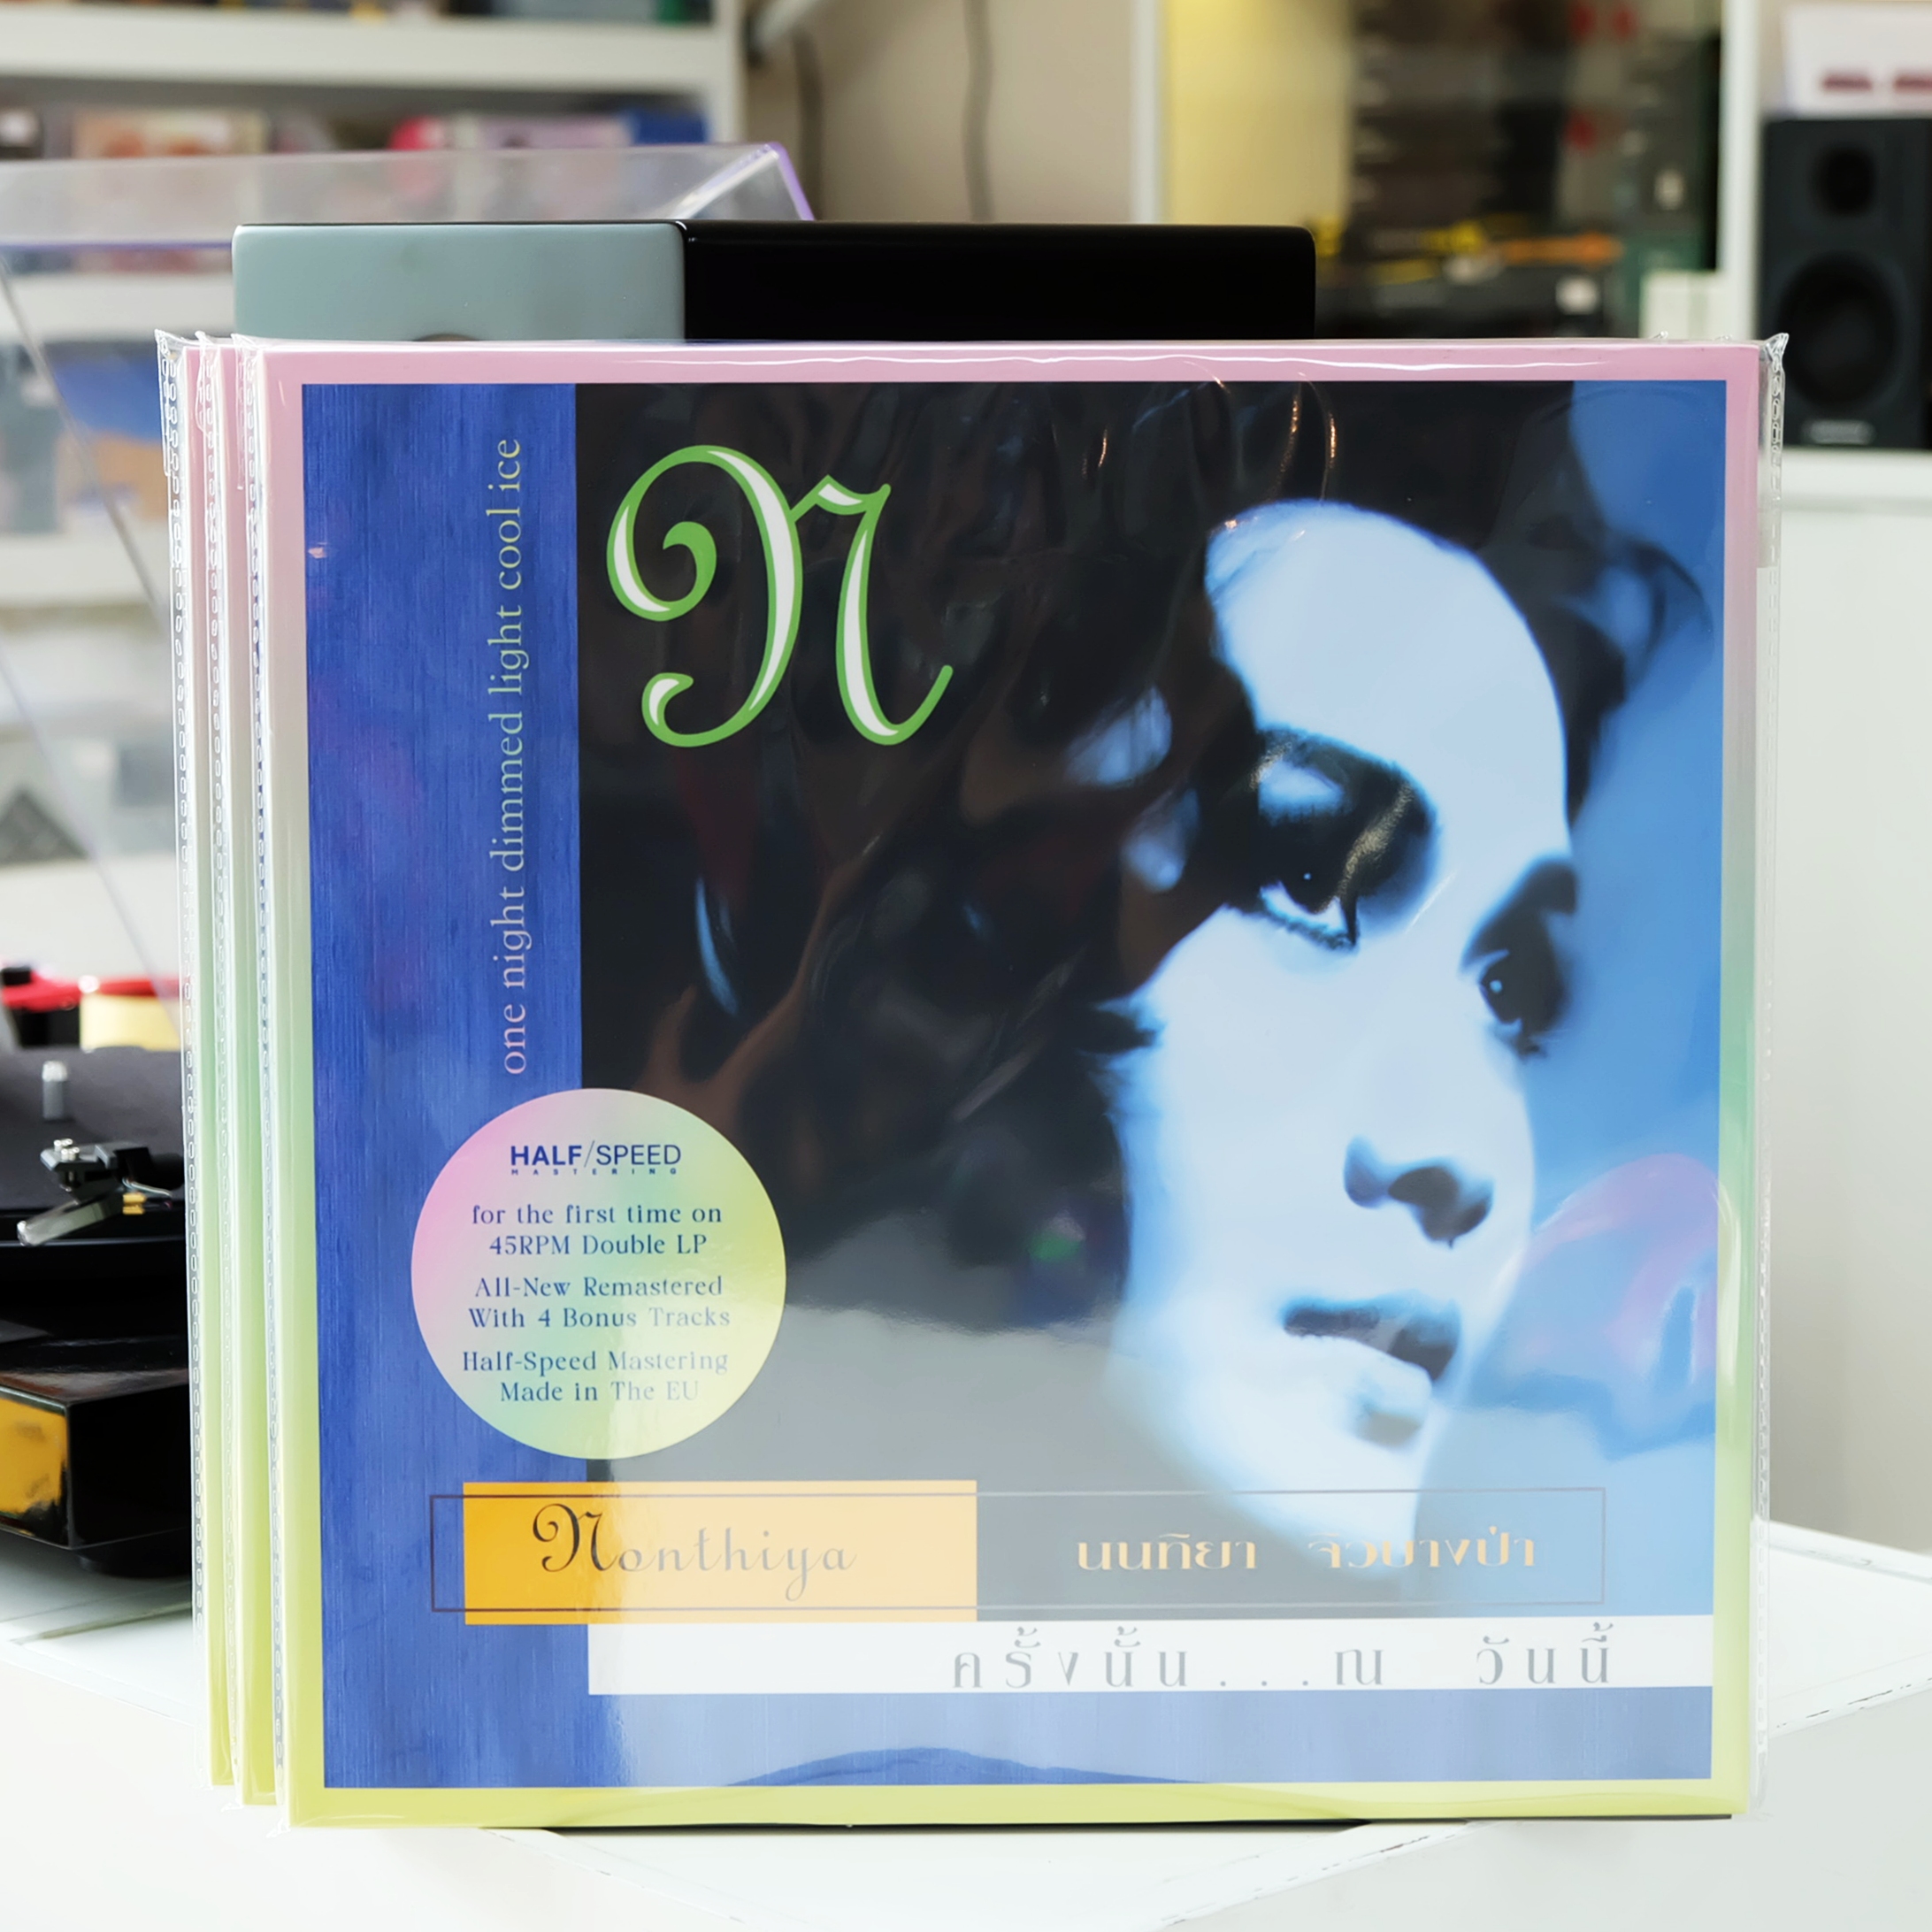 one night dimmed light cool ice
n
HALF/SPEED
MASTERING
for the first time on
45RPM Double LP
All-New Remastered
With 4 Bonus Tracks
Half-Speed Mastering
Made in The EU
Nonthiya
นนทิยา จิวบางป่า
ครั้งนั้น...ณ วันนี้